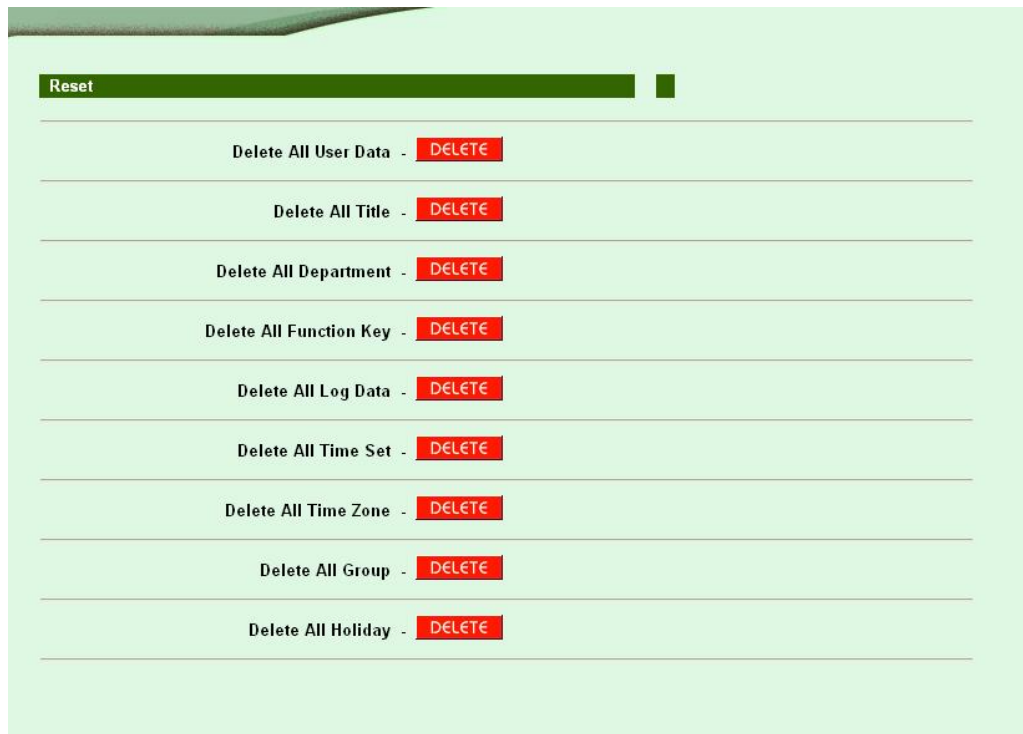 Reset
Delete All User Data - DELETE
Delete All Title - DELETE
Delete All Department - DELETE
Delete All Function Key - DELETE
Delete All Log Data - DELETE
Delete All Time Set - DELETE
Delete All Time Zone - DELETE
Delete All Group - DELETE
Delete All Holiday - DELETE